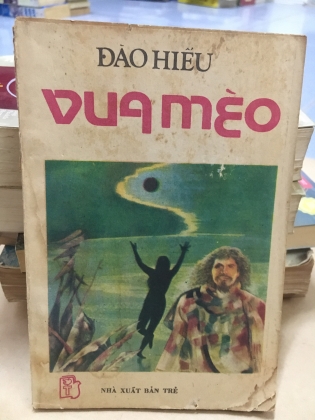 ĐÀO HIẾU
vua mèo
NHÀ XUẤT BẢN TRẺ